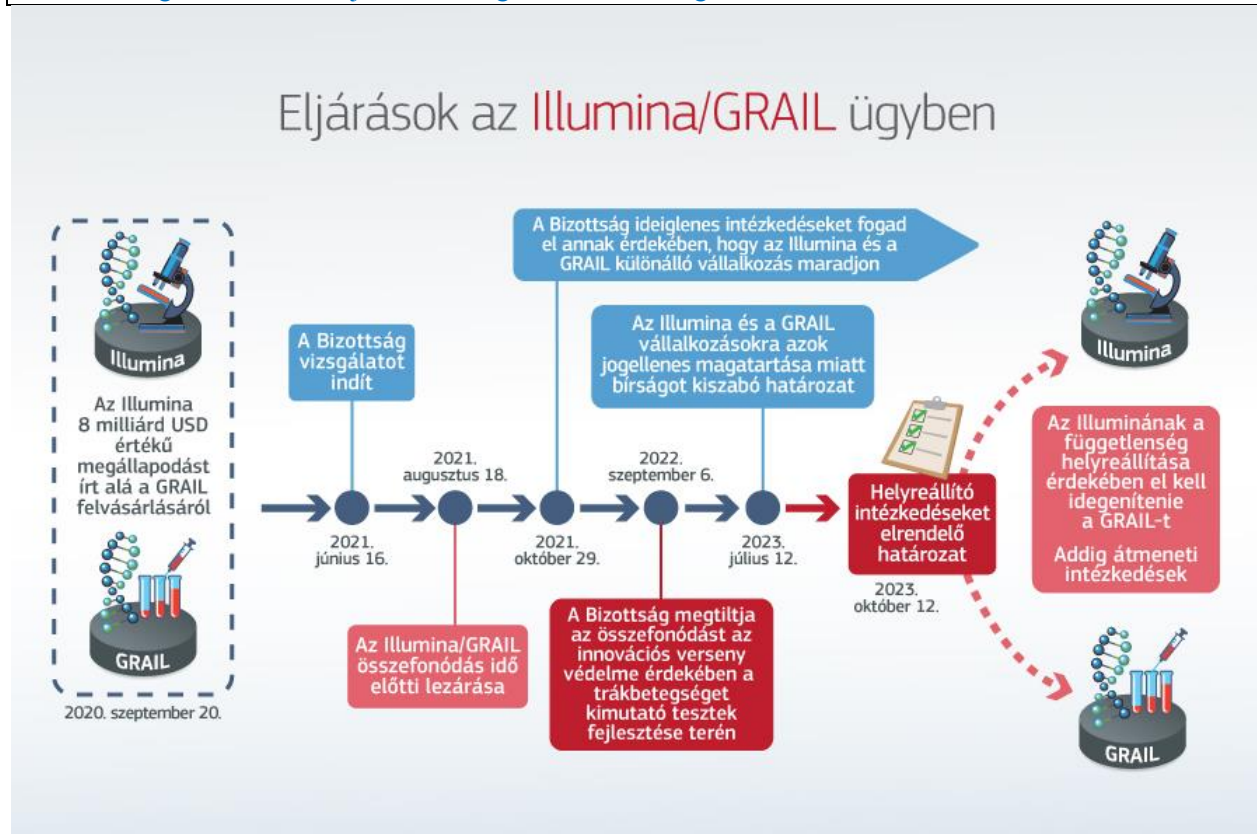 Eljárások az Illumina/GRAIL ügyben
Illumina
Az Illumina
8 milliárd USD
értékű
megállapodást
írt alá a GRAIL
felvásárlásáról
GRAIL
2020. szeptember 20.
A Bizottság
vizsgálatot
indít
2021.
június 16.
2021.
augusztus 18.
Az Illumina/GRAIL
összefonódás idő
előtti lezárása
A Bizottság ideiglenes intézkedéseket fogad
el annak érdekében, hogy az Illumina és a
GRAIL különálló vállalkozás maradjon
2021.
október 29.
2022.
szeptember 6.
A Bizottság megtiltja
az összefonódást az
innovációs verseny
védelme érdekében a
trákbetegséget
kimutató tesztek
fejlesztése terén
Az Illumina és a GRAIL
vállalkozásokra azok
jogellenes magatartása miatt
bírságot kiszabó határozat
2023.
július 12.
Helyreállító
intézkedéseket
elrendelő
határozat
2023.
október 12.
Illumina
Az Illuminának a
függetlenség
helyreállítása
érdekében el kell
idegenítenie
a GRAIL-t
Addig átmeneti
intézkedések
GRAIL